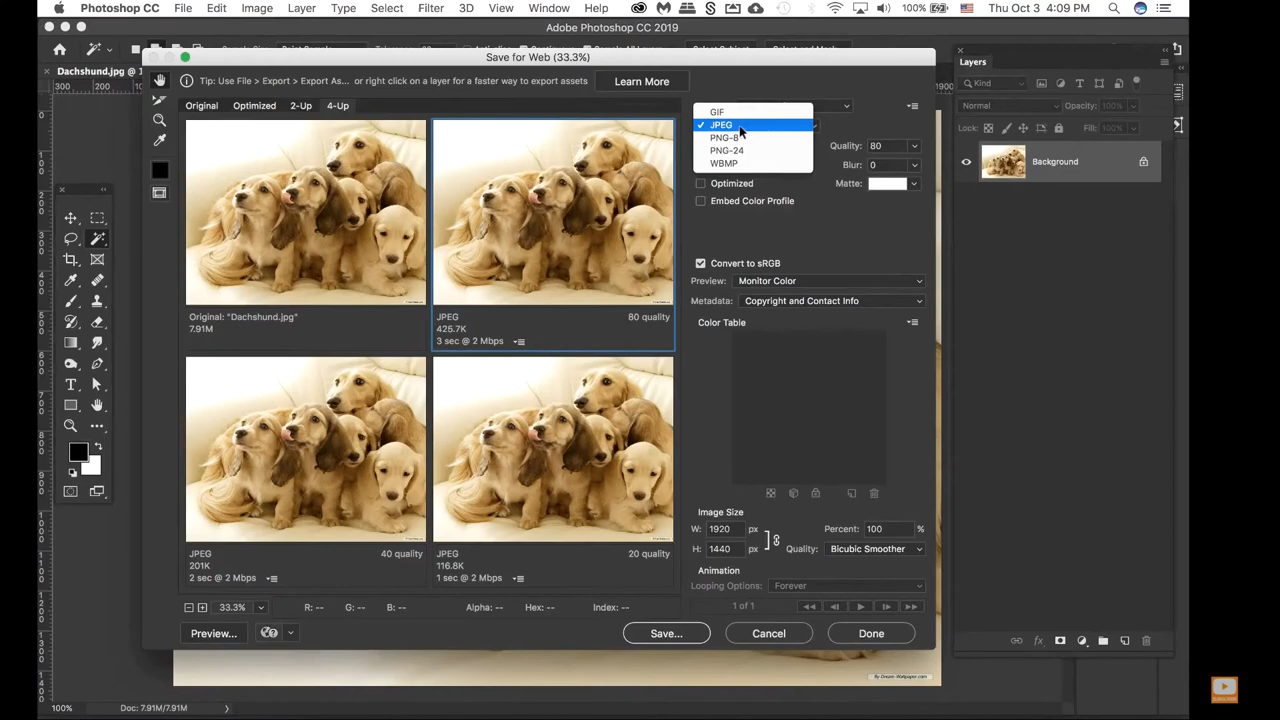 Photoshop CC File Edit Image Layer Type Select Filter 3D View Window Help 100% Thu Oct 3 4:09 PM
Adobe Photoshop CC 2019
Dachshund.jpg @ 1
Save for Web (33.3%)
Tip: Use File > Export > Export As... or right click on a layer for a faster way to export assets
Learn More
Original Optimized 2-Up 4-Up
GIF
JPEG
PNG-8
PNG-24
WBMP
Quality: 80
Blur: 0
Optimized
Matte:
Embed Color Profile
Convert to sRGB
Preview: Monitor Color
Metadata: Copyright and Contact Info
Color Table
Original: "Dachshund.jpg"
7.91M
JPEG 80 quality
425.7K
3 sec @ 2 Mbps
JPEG 40 quality
201K
2 sec @ 2 Mbps
JPEG 20 quality
116.8K
1 sec @ 2 Mbps
Image Size
W: 1920 px Percent: 100 %
H: 1440 px Quality: Bicubic Smoother
Animation
Looping Options: Forever
1 of 1
33.3% R: -- G: -- B: -- Alpha: -- Hex: -- Index: --
Preview... Save... Cancel Done
Layers
Kind
Normal Opacity: 100%
Lock: Fill: 100%
Background
By Dream-Wallpaper.com
100% Doc: 7.91M/7.91M
SUBSCRIBE